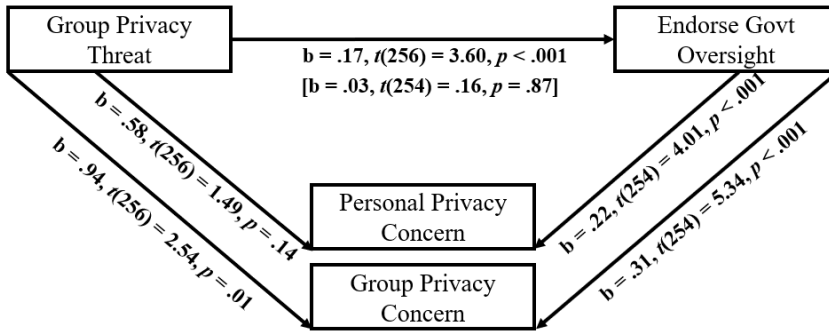 Group Privacy
Threat
Endorse Govt
Oversight
b = .17, t(256) = 3.60, p < .001
[b = .03, t(254) = .16, p = .87]
b = .58, t(256) = 1.49, p = .14
b = .94, t(256) = 2.54, p = .01
b = .22, t(254) = 4.01, p < .001
b = .31, t(254) = 5.34, p < .001
Personal Privacy
Concern
Group Privacy
Concern